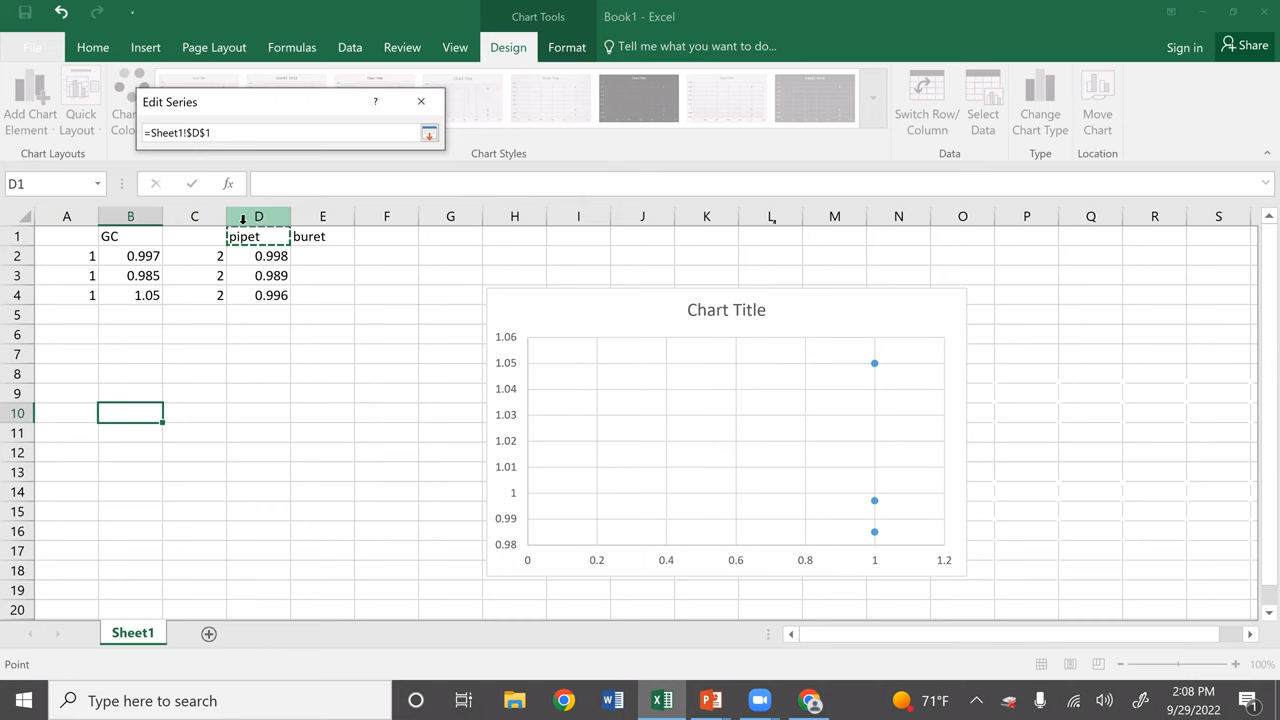 Chart Tools Book1 - Excel
File Home Insert Page Layout Formulas Data Review View Design Format Tell me what you want to do... Sign in Share
Add Chart Element Quick Layout Switch Row/ Column Select Data Change Chart Type Move Chart
Chart Layouts Chart Styles Data Type Location
Edit Series ?
=Sheet1!$D$1
D1 fx
A B C D E F G H I J K L M N O P Q R S
1 GC pipet buret
2 1 0.997 2 0.998
3 1 0.985 2 0.989
4 1 1.05 2 0.996
5
6
7
8
9
10
11
12
13
14
15
16
17
18
19
20
Chart Title
1.06
1.05
1.04
1.03
1.02
1.01
1
0.99
0.98
0 0.2 0.4 0.6 0.8 1 1.2
Sheet1
Point 100%
Type here to search 71°F 2:08 PM
9/29/2022